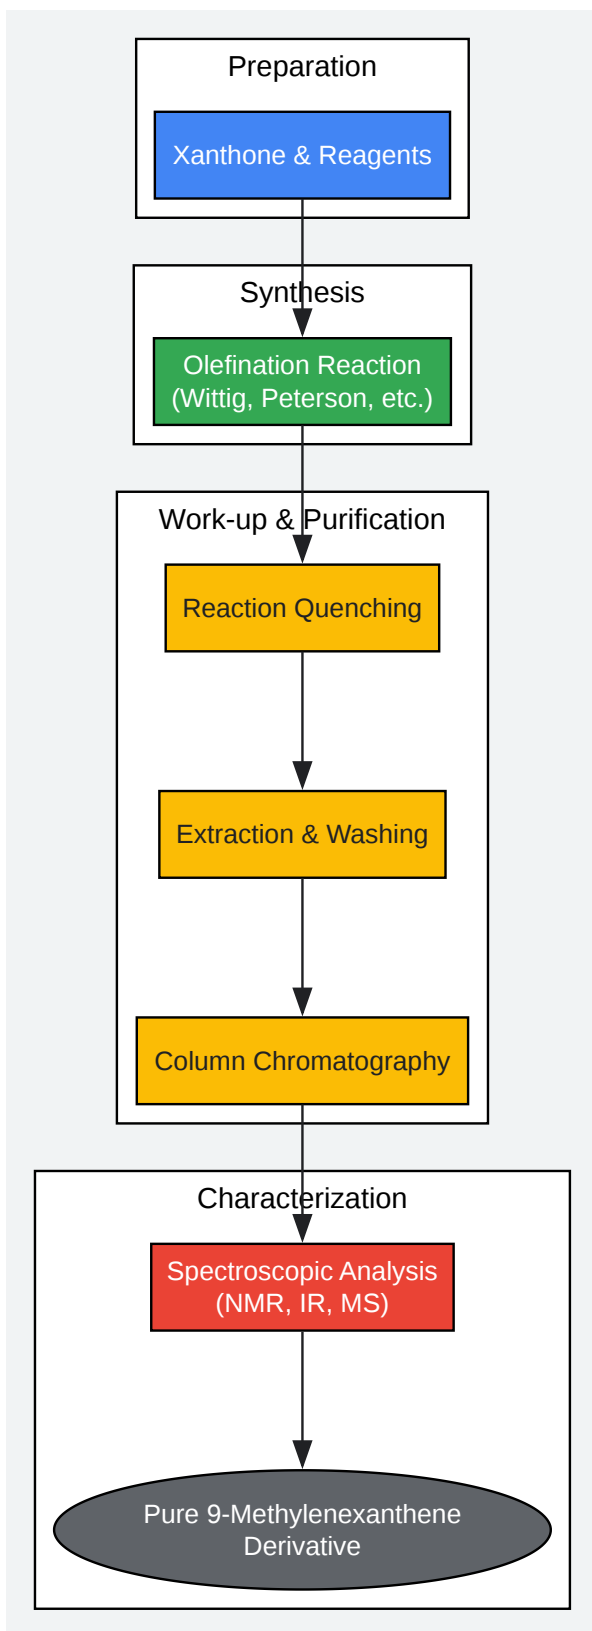 Preparation
Xanthone & Reagents
Synthesis
Olefination Reaction
(Wittig, Peterson, etc.)
Work-up & Purification
Reaction Quenching
Extraction & Washing
Column Chromatography
Characterization
Spectroscopic Analysis
(NMR, IR, MS)
Pure 9-Methylenexanthene
Derivative